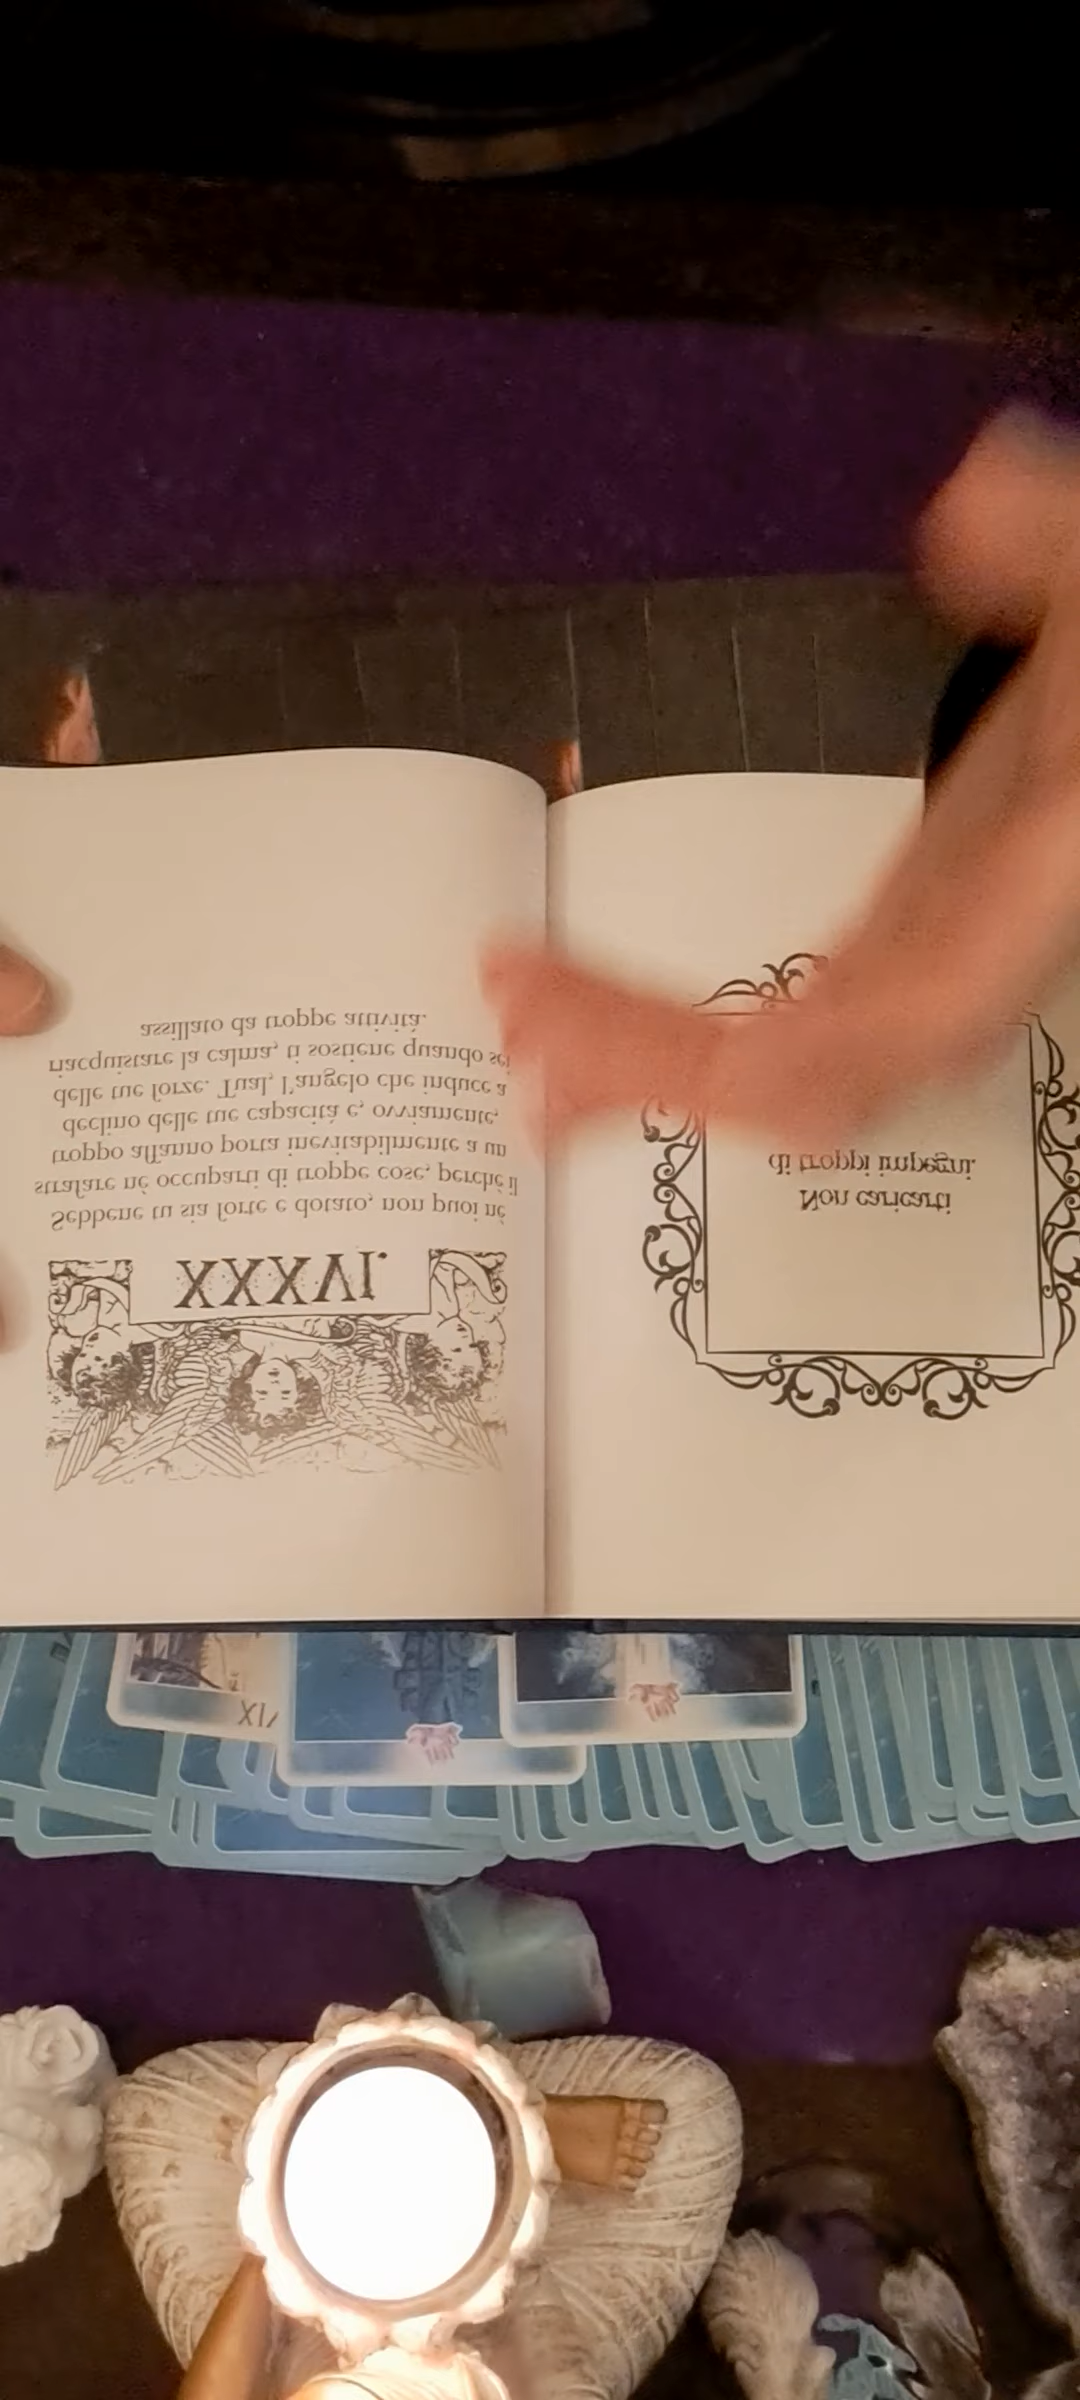 XXXVI.
Sebbene tu sia forte e dotato, non puoi né
strafare né occuparti di troppe cose, perché il
troppo affanno porta inevitabilmente a un
declino delle tue capacità e, ovviamente,
delle tue forze. Tual, l'angelo che induce a
riacquistare la calma, ti sostiene quando sei
assillato da troppe attività.
Non caricarti
di troppi impegni.
XIV